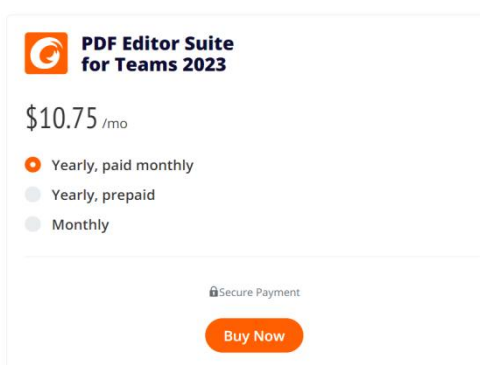 PDF Editor Suite
for Teams 2023
$10.75 /mo
Yearly, paid monthly
Yearly, prepaid
Monthly
Secure Payment
Buy Now